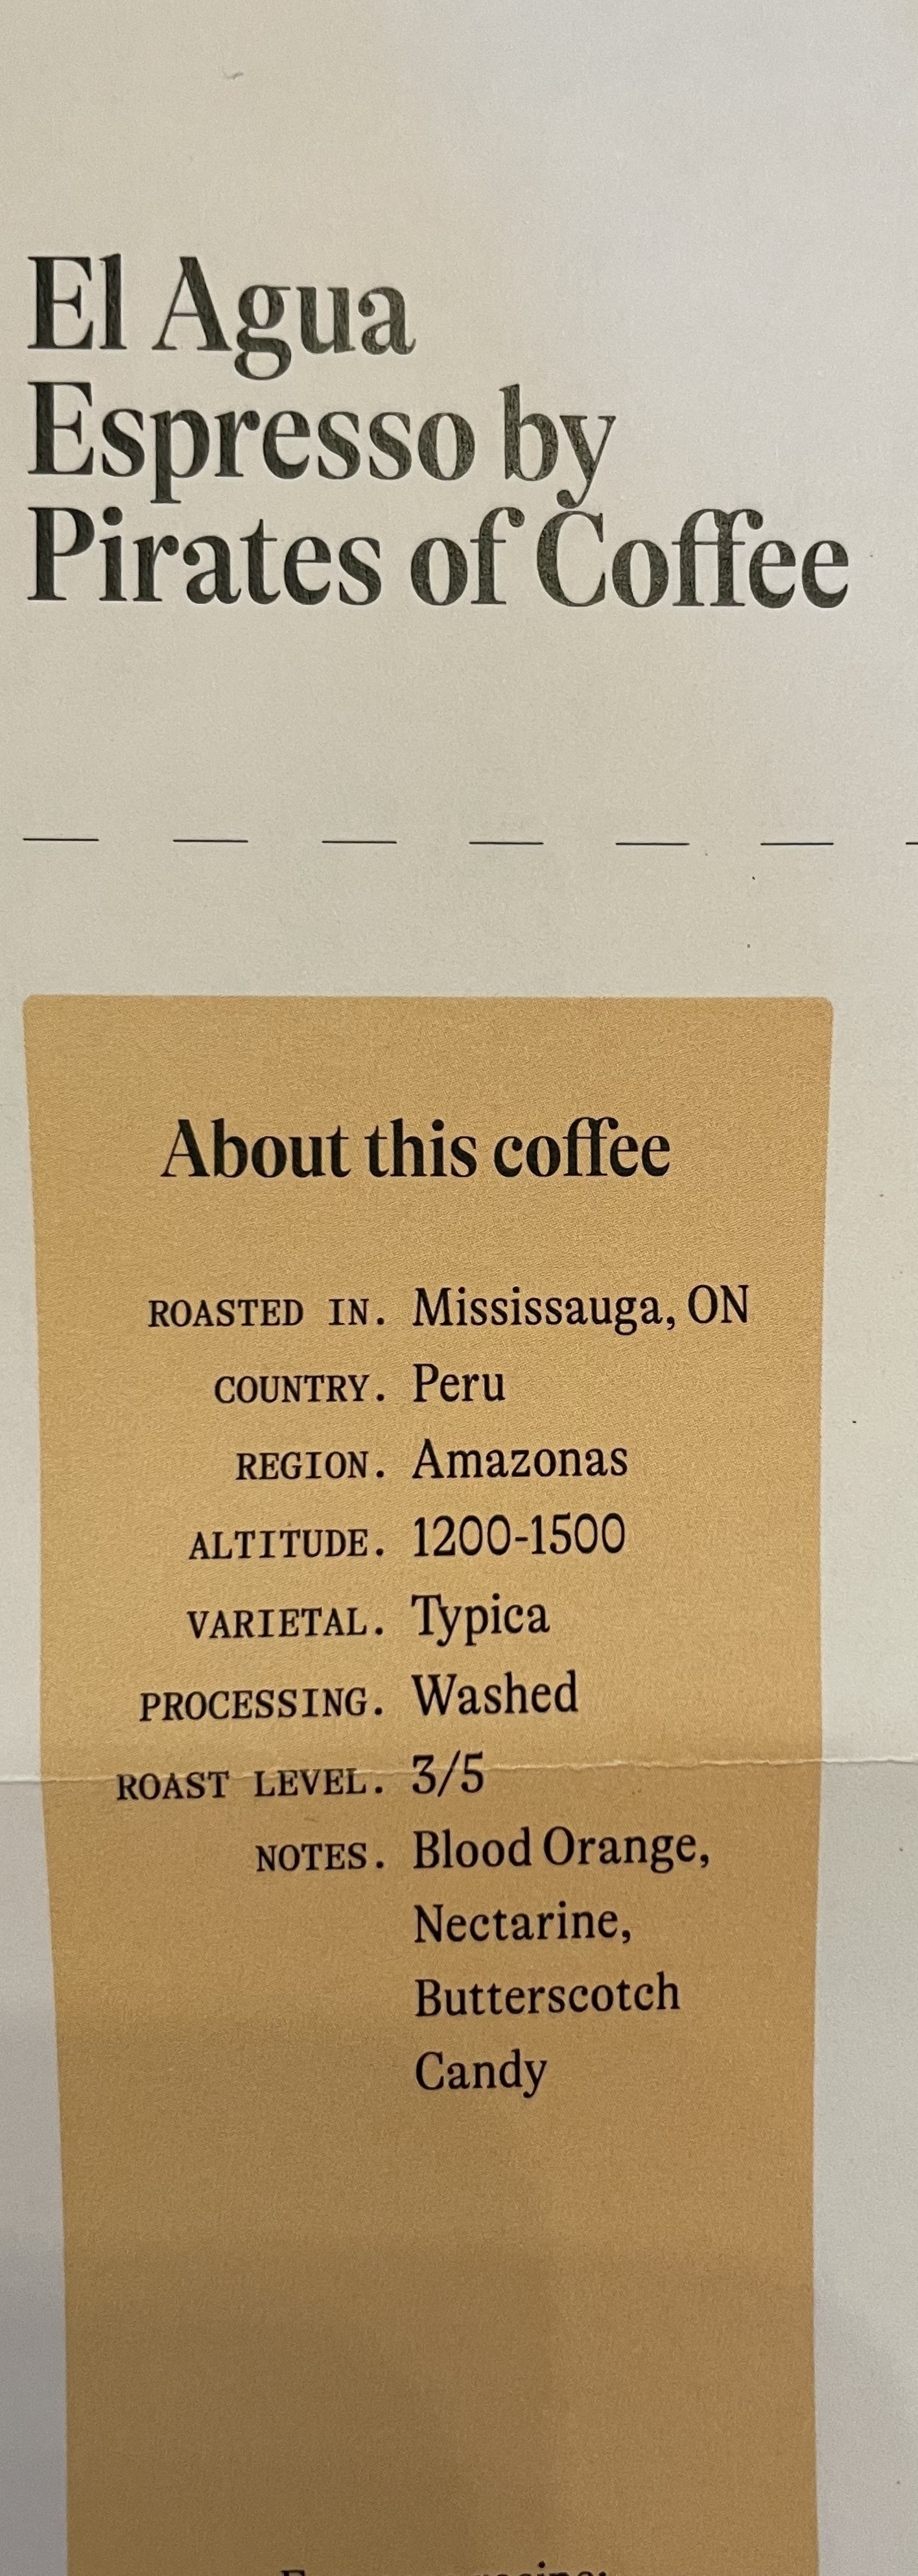 El Agua
Espresso by
Pirates of Coffee
About this coffee
ROASTED IN. Mississauga, ON
COUNTRY. Peru
REGION. Amazonas
ALTITUDE. 1200-1500
VARIETAL. Typica
PROCESSING. Washed
ROAST LEVEL. 3/5
NOTES. Blood Orange,
Nectarine,
Butterscotch
Candy